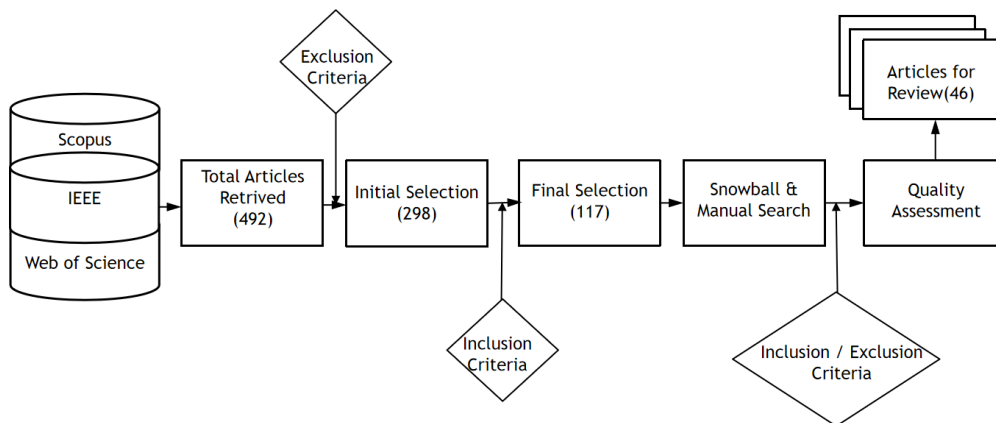 Scopus
IEEE
Web of Science
Total Articles
Retrived
(492)
Exclusion
Criteria
Initial Selection
(298)
Inclusion
Criteria
Final Selection
(117)
Snowball &
Manual Search
Inclusion / Exclusion
Criteria
Quality
Assessment
Articles for
Review(46)